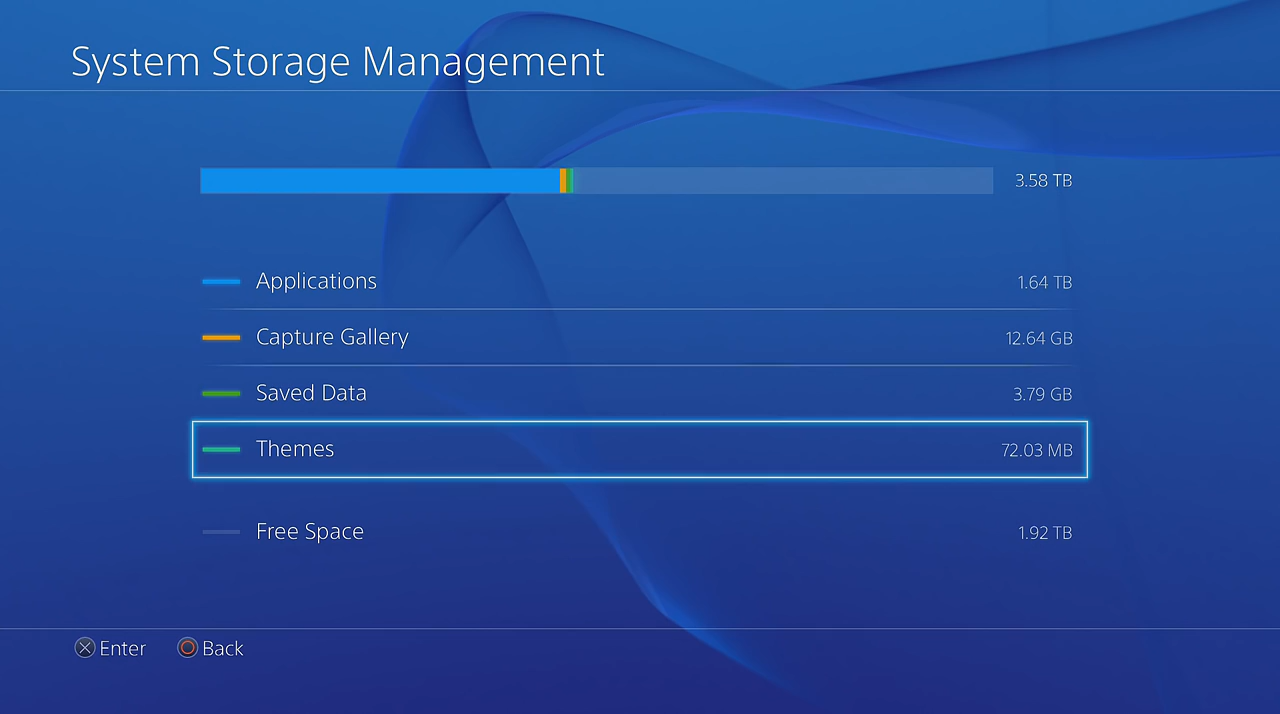 System Storage Management
3.58 TB
Applications 1.64 TB
Capture Gallery 12.64 GB
Saved Data 3.79 GB
Themes 72.03 MB
Free Space 1.92 TB
Enter Back